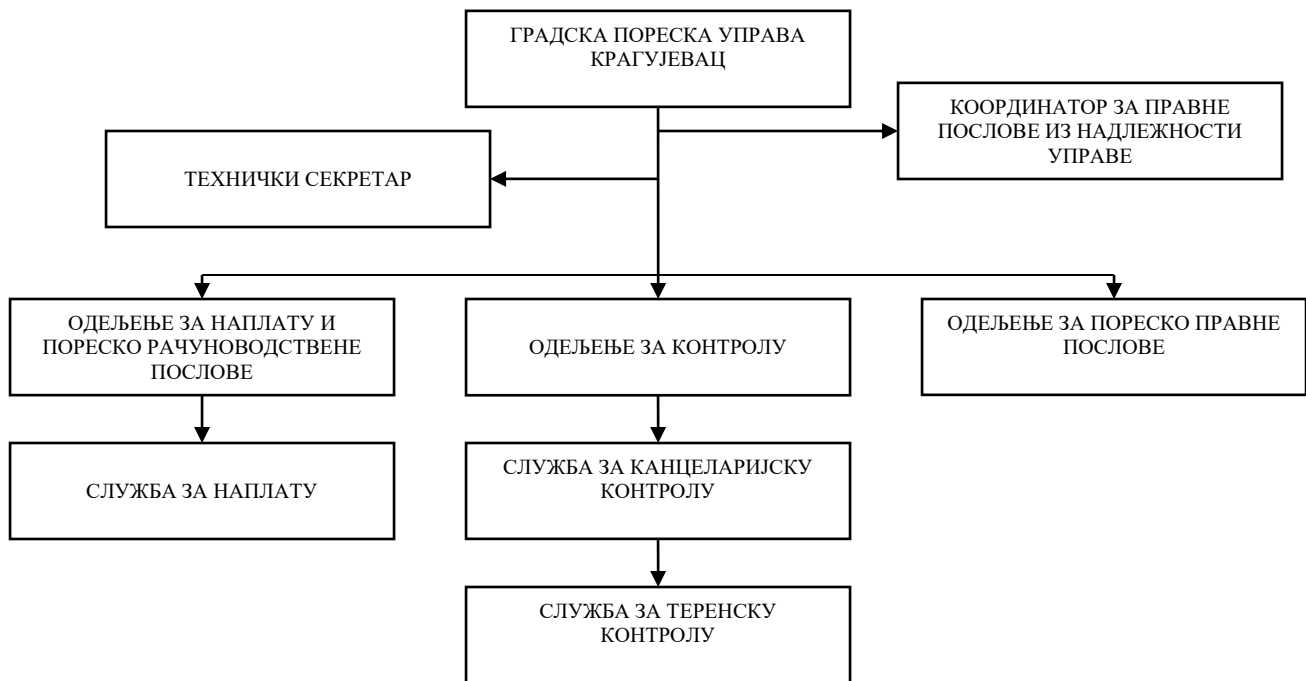 ГРАДСКА ПОРЕСКА УПРАВА
КРАГУЈЕВАЦ
КООРДИНАТОР ЗА ПРАВНЕ
ПОСЛОВЕ ИЗ НАДЛЕЖНОСТИ
УПРАВЕ
ТЕХНИЧКИ СЕКРЕТАР
ОДЕЉЕЊЕ ЗА НАПЛАТУ И
ПОРЕСКО РАЧУНОВОДСТВЕНЕ
ПОСЛОВЕ
ОДЕЉЕЊЕ ЗА КОНТРОЛУ
ОДЕЉЕЊЕ ЗА ПОРЕСКО ПРАВНЕ
ПОСЛОВЕ
СЛУЖБА ЗА НАПЛАТУ
СЛУЖБА ЗА КАНЦЕЛАРИЈСКУ
КОНТРОЛУ
СЛУЖБА ЗА ТЕРЕНСКУ
КОНТРОЛУ